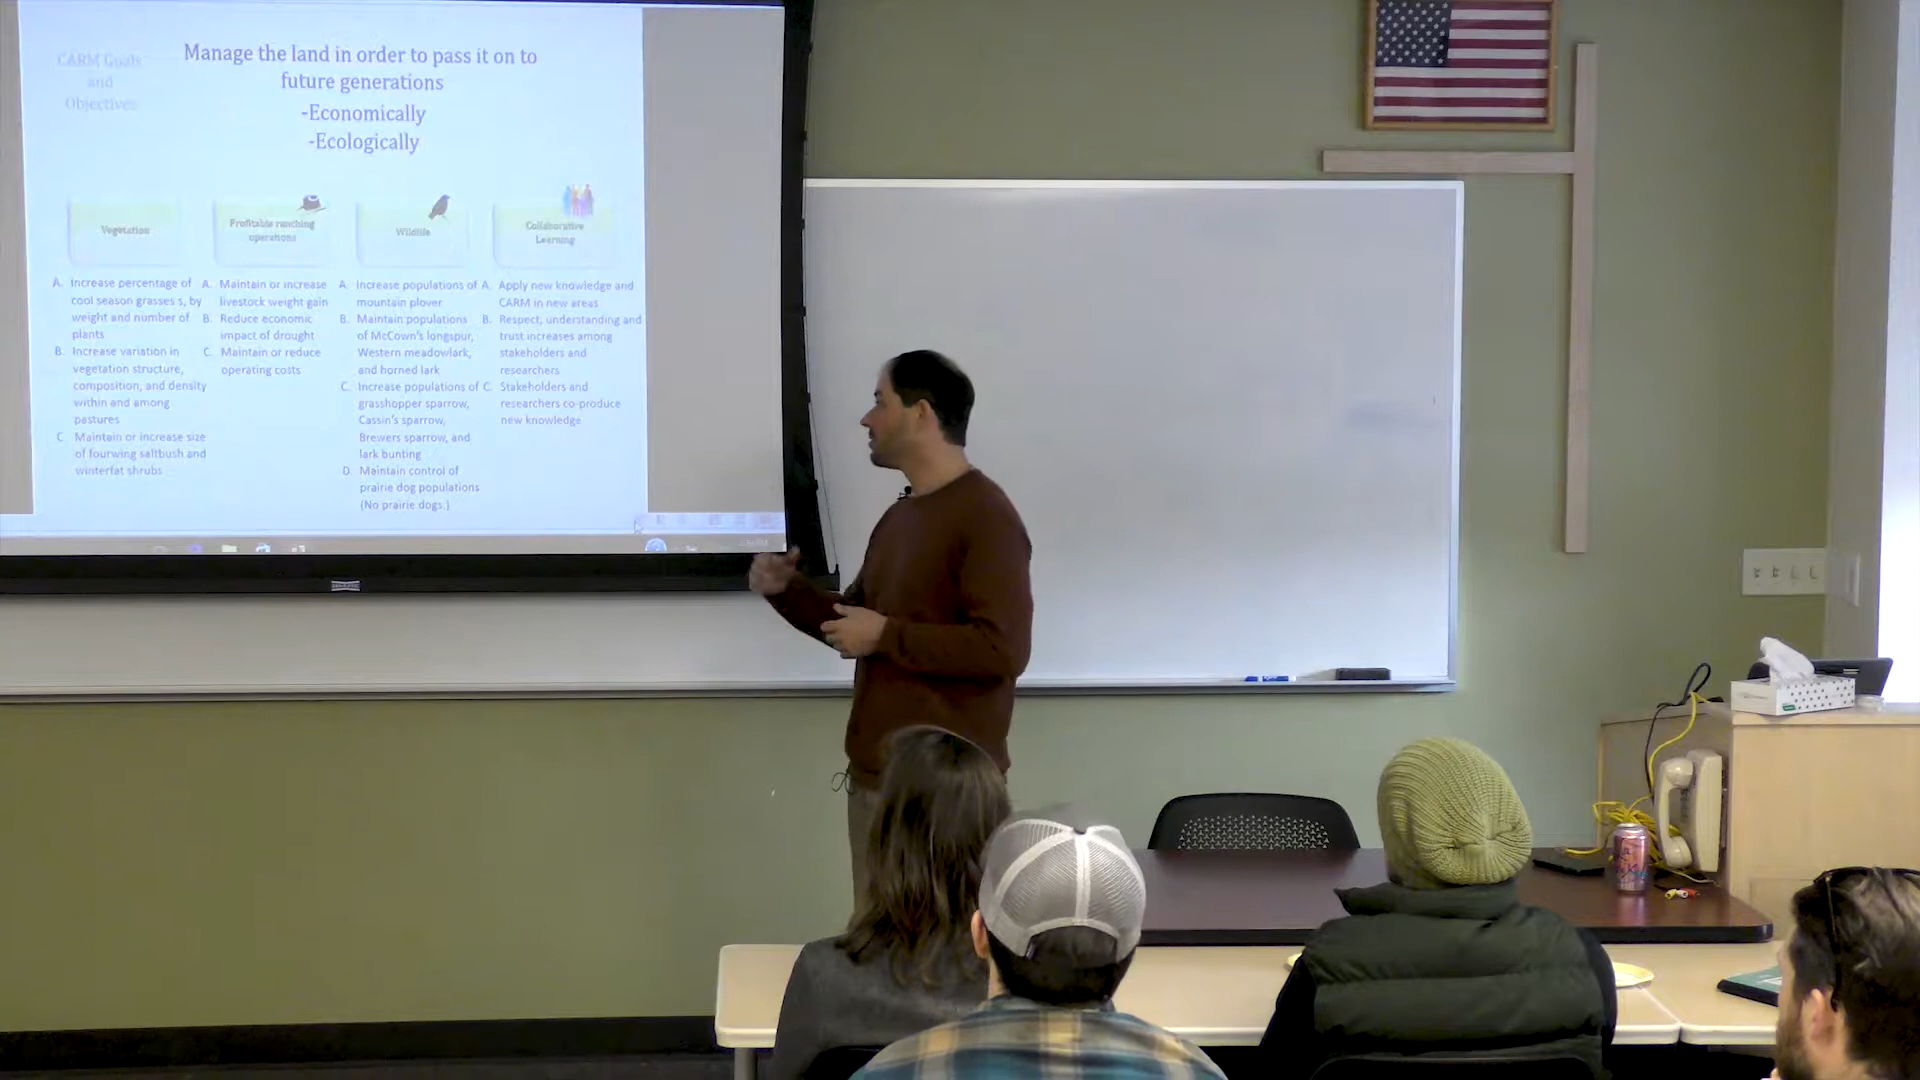 CARM Goals
and
Objectives
Manage the land in order to pass it on to
future generations
-Economically
-Ecologically
Vegetation
A. Increase percentage of
cool season grasses s, by
weight and number of
plants
B. Increase variation in
vegetation structure,
composition, and density
within and among
pastures
C. Maintain or increase size
of fourwing saltbush and
winterfat shrubs
Profitable ranching
operations
A. Maintain or increase
livestock weight gain
B. Reduce economic
impact of drought
C. Maintain or reduce
operating costs
Wildlife
A. Increase populations of
mountain plover
B. Maintain populations
of McCown's longspur,
Western meadowlark,
and horned lark
C. Increase populations of
grasshopper sparrow,
Cassin's sparrow,
Brewers sparrow, and
lark bunting
D. Maintain control of
prairie dog populations
(No prairie dogs.)
Collaborative
Learning
A. Apply new knowledge and
CARM in new areas
B. Respect, understanding and
trust increases among
stakeholders and
researchers
C. Stakeholders and
researchers co-produce
new knowledge